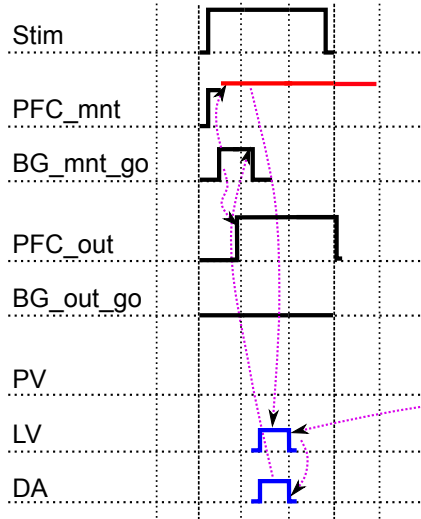 Stim
PFC_mnt
BG_mnt_go
PFC_out
BG_out_go
PV
LV
DA